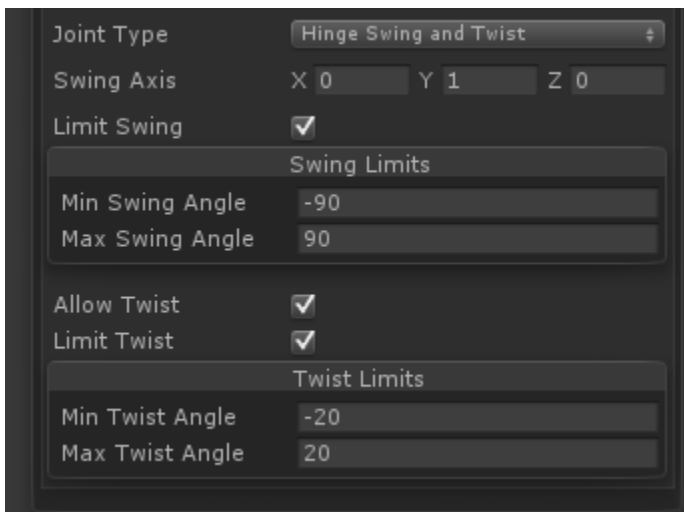 Joint Type Hinge Swing and Twist
Swing Axis X 0 Y 1 Z 0
Limit Swing
Swing Limits
Min Swing Angle -90
Max Swing Angle 90
Allow Twist
Limit Twist
Twist Limits
Min Twist Angle -20
Max Twist Angle 20